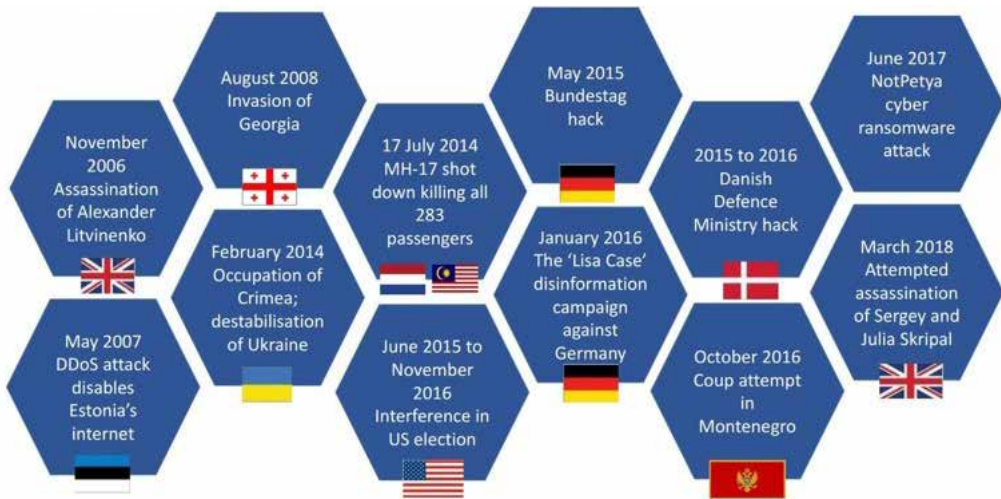 November
2006
Assassination
of Alexander
Litvinenko
May 2007
DDoS attack
disables
Estonia's
internet
August 2008
Invasion of
Georgia
February 2014
Occupation of
Crimea;
destabilisation
of Ukraine
17 July 2014
MH-17 shot
down killing all
283
passengers
June 2015 to
November
2016
Interference in
US election
May 2015
Bundestag
hack
January 2016
The 'Lisa Case'
disinformation
campaign
against
Germany
2015 to 2016
Danish
Defence
Ministry hack
October 2016
Coup attempt
in
Montenegro
June 2017
NotPetya
cyber
ransomware
attack
March 2018
Attempted
assassination
of Sergey and
Julia Skripal